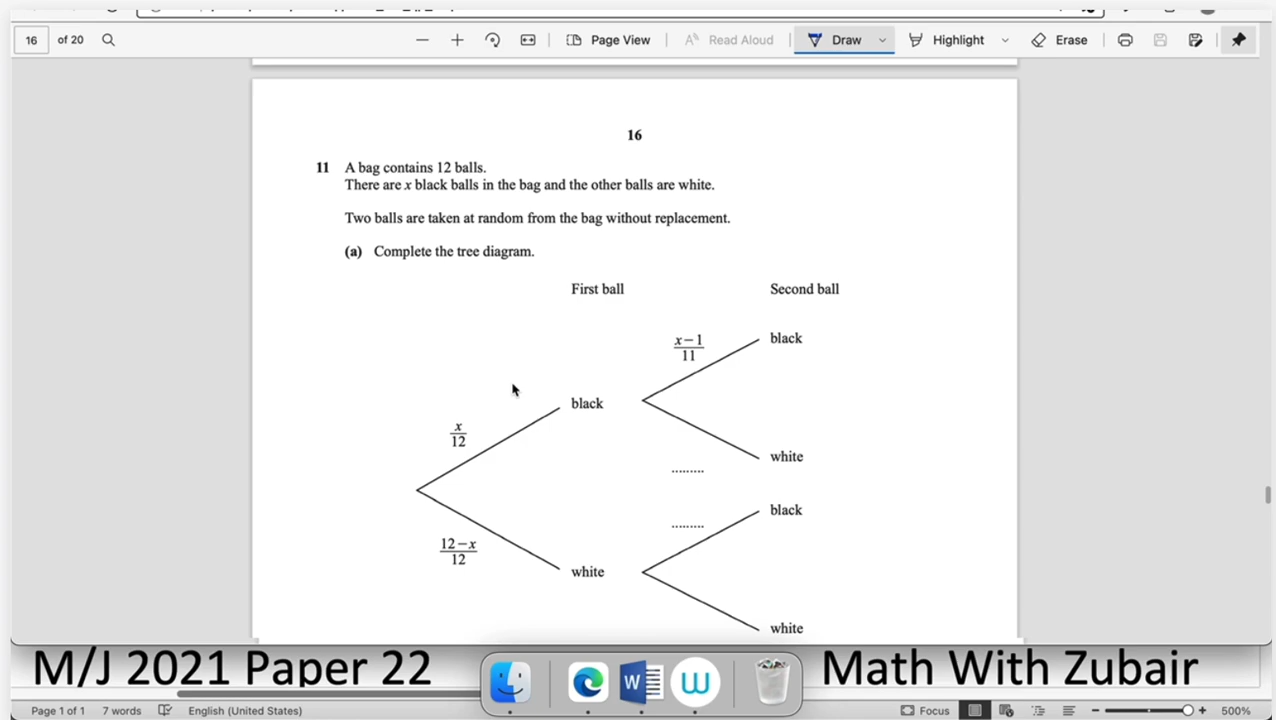 16 of 20 Page View Read Aloud Draw Highlight Erase
16
11 A bag contains 12 balls.
There are x black balls in the bag and the other balls are white.
Two balls are taken at random from the bag without replacement.
(a) Complete the tree diagram.
First ball Second ball
x−1
11
black
black
x
12
white
.........
black
.........
12−x
12
white
white
M/J 2021 Paper 22 Math With Zubair
Page 1 of 1 7 words English (United States) Focus 500%